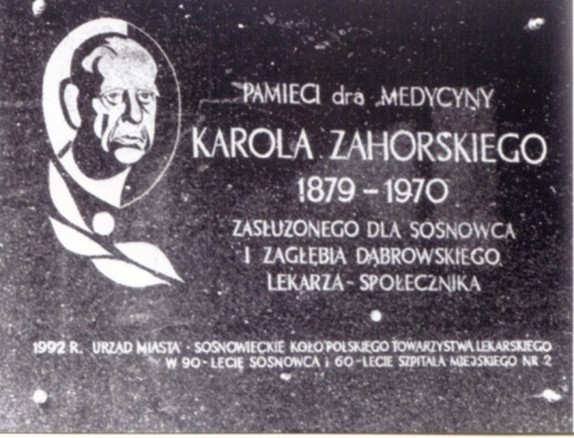 PAMIĘCI dra MEDYCYNY
KAROLA ZAHORSKIEGO
1879 - 1970
ZASŁUŻONEGO DLA SOSNOWCA
I ZAGŁĘBIA DĄBROWSKIEGO
LEKARZA - SPOŁECZNIKA
1992 R. URZĄD MIASTA · SOSNOWIECKIE KOŁO POLSKIEGO TOWARZYSTWA LEKARSKIEGO
W 90-LECIE SOSNOWCA i 60-LECIE SZPITALA MIEJSKIEGO NR 2